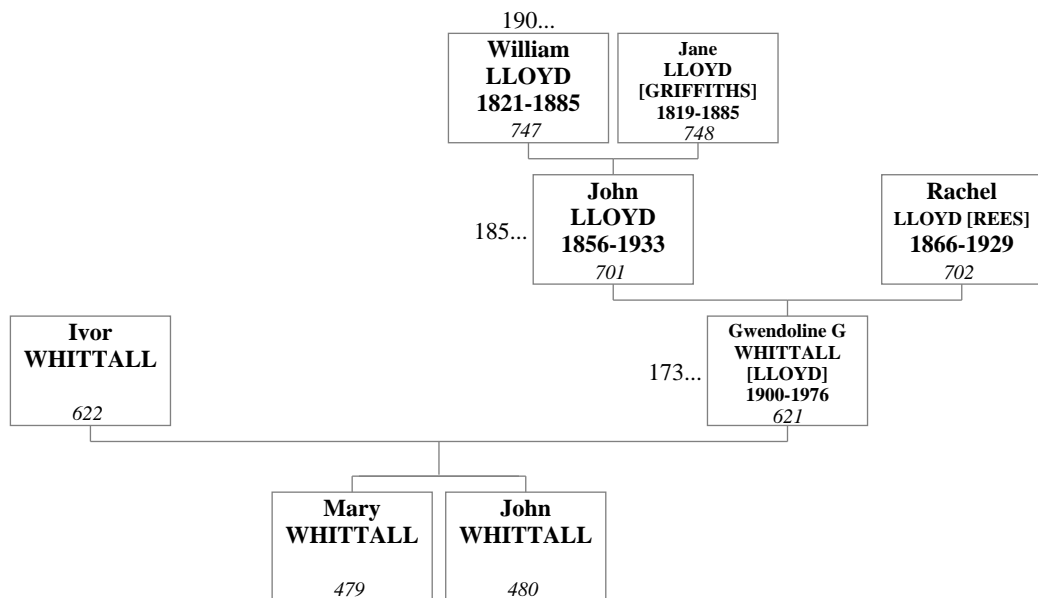 190...
William
LLOYD
1821-1885
747
Jane
LLOYD
[GRIFFITHS]
1819-1885
748
185...
John
LLOYD
1856-1933
701
Rachel
LLOYD [REES]
1866-1929
702
Ivor
WHITTALL
622
173...
Gwendoline G
WHITTALL
[LLOYD]
1900-1976
621
Mary
WHITTALL
479
John
WHITTALL
480